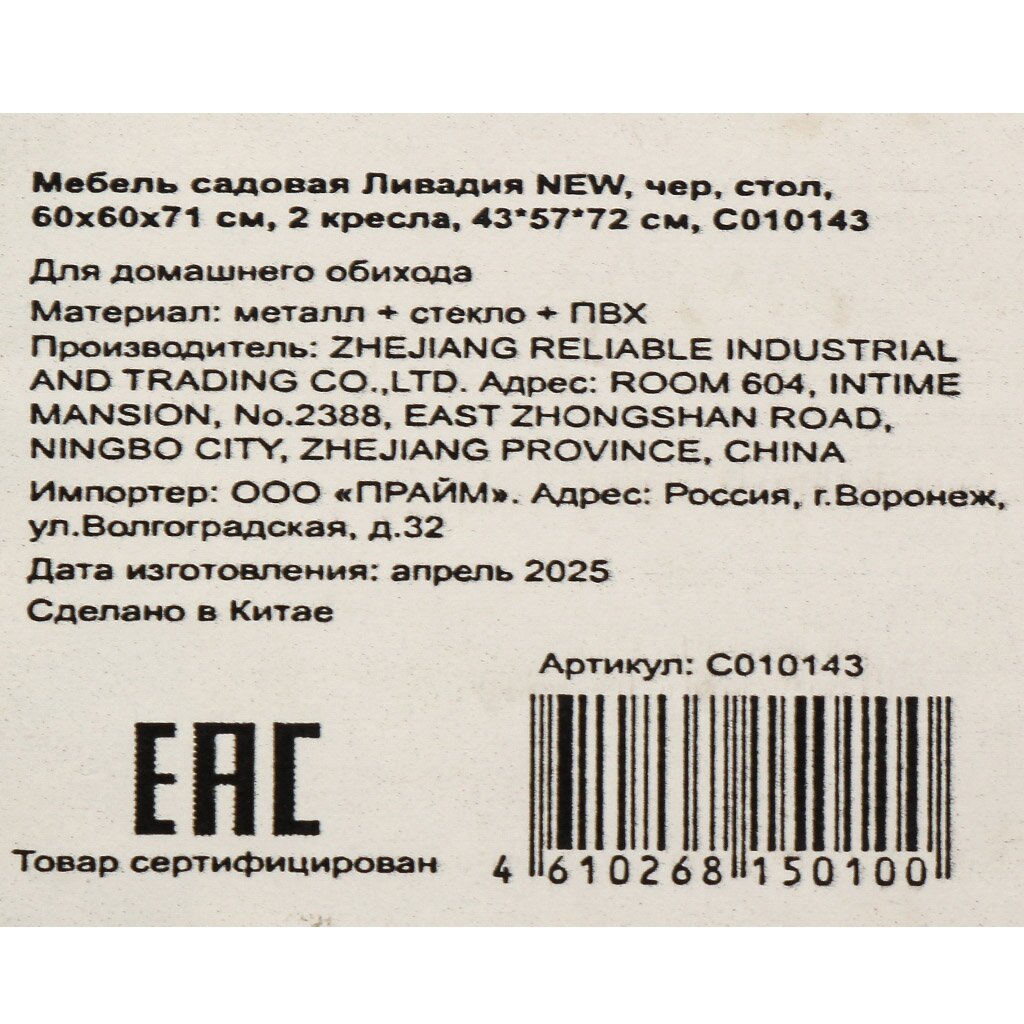 Мебель садовая Ливадия NEW, чер, стол,
60х60х71 см, 2 кресла, 43*57*72 см, С010143
Для домашнего обихода
Материал: металл + стекло + ПВХ
Производитель: ZHEJIANG RELIABLE INDUSTRIAL
AND TRADING CO.,LTD. Адрес: ROOM 604, INTIME
MANSION, No.2388, EAST ZHONGSHAN ROAD,
NINGBO CITY, ZHEJIANG PROVINCE, CHINA
Импортер: ООО «ПРАЙМ». Адрес: Россия, г.Воронеж,
ул.Волгоградская, д.32
Дата изготовления: апрель 2025
Сделано в Китае
Артикул: С010143
EAC
Товар сертифицирован
4 610268 150100